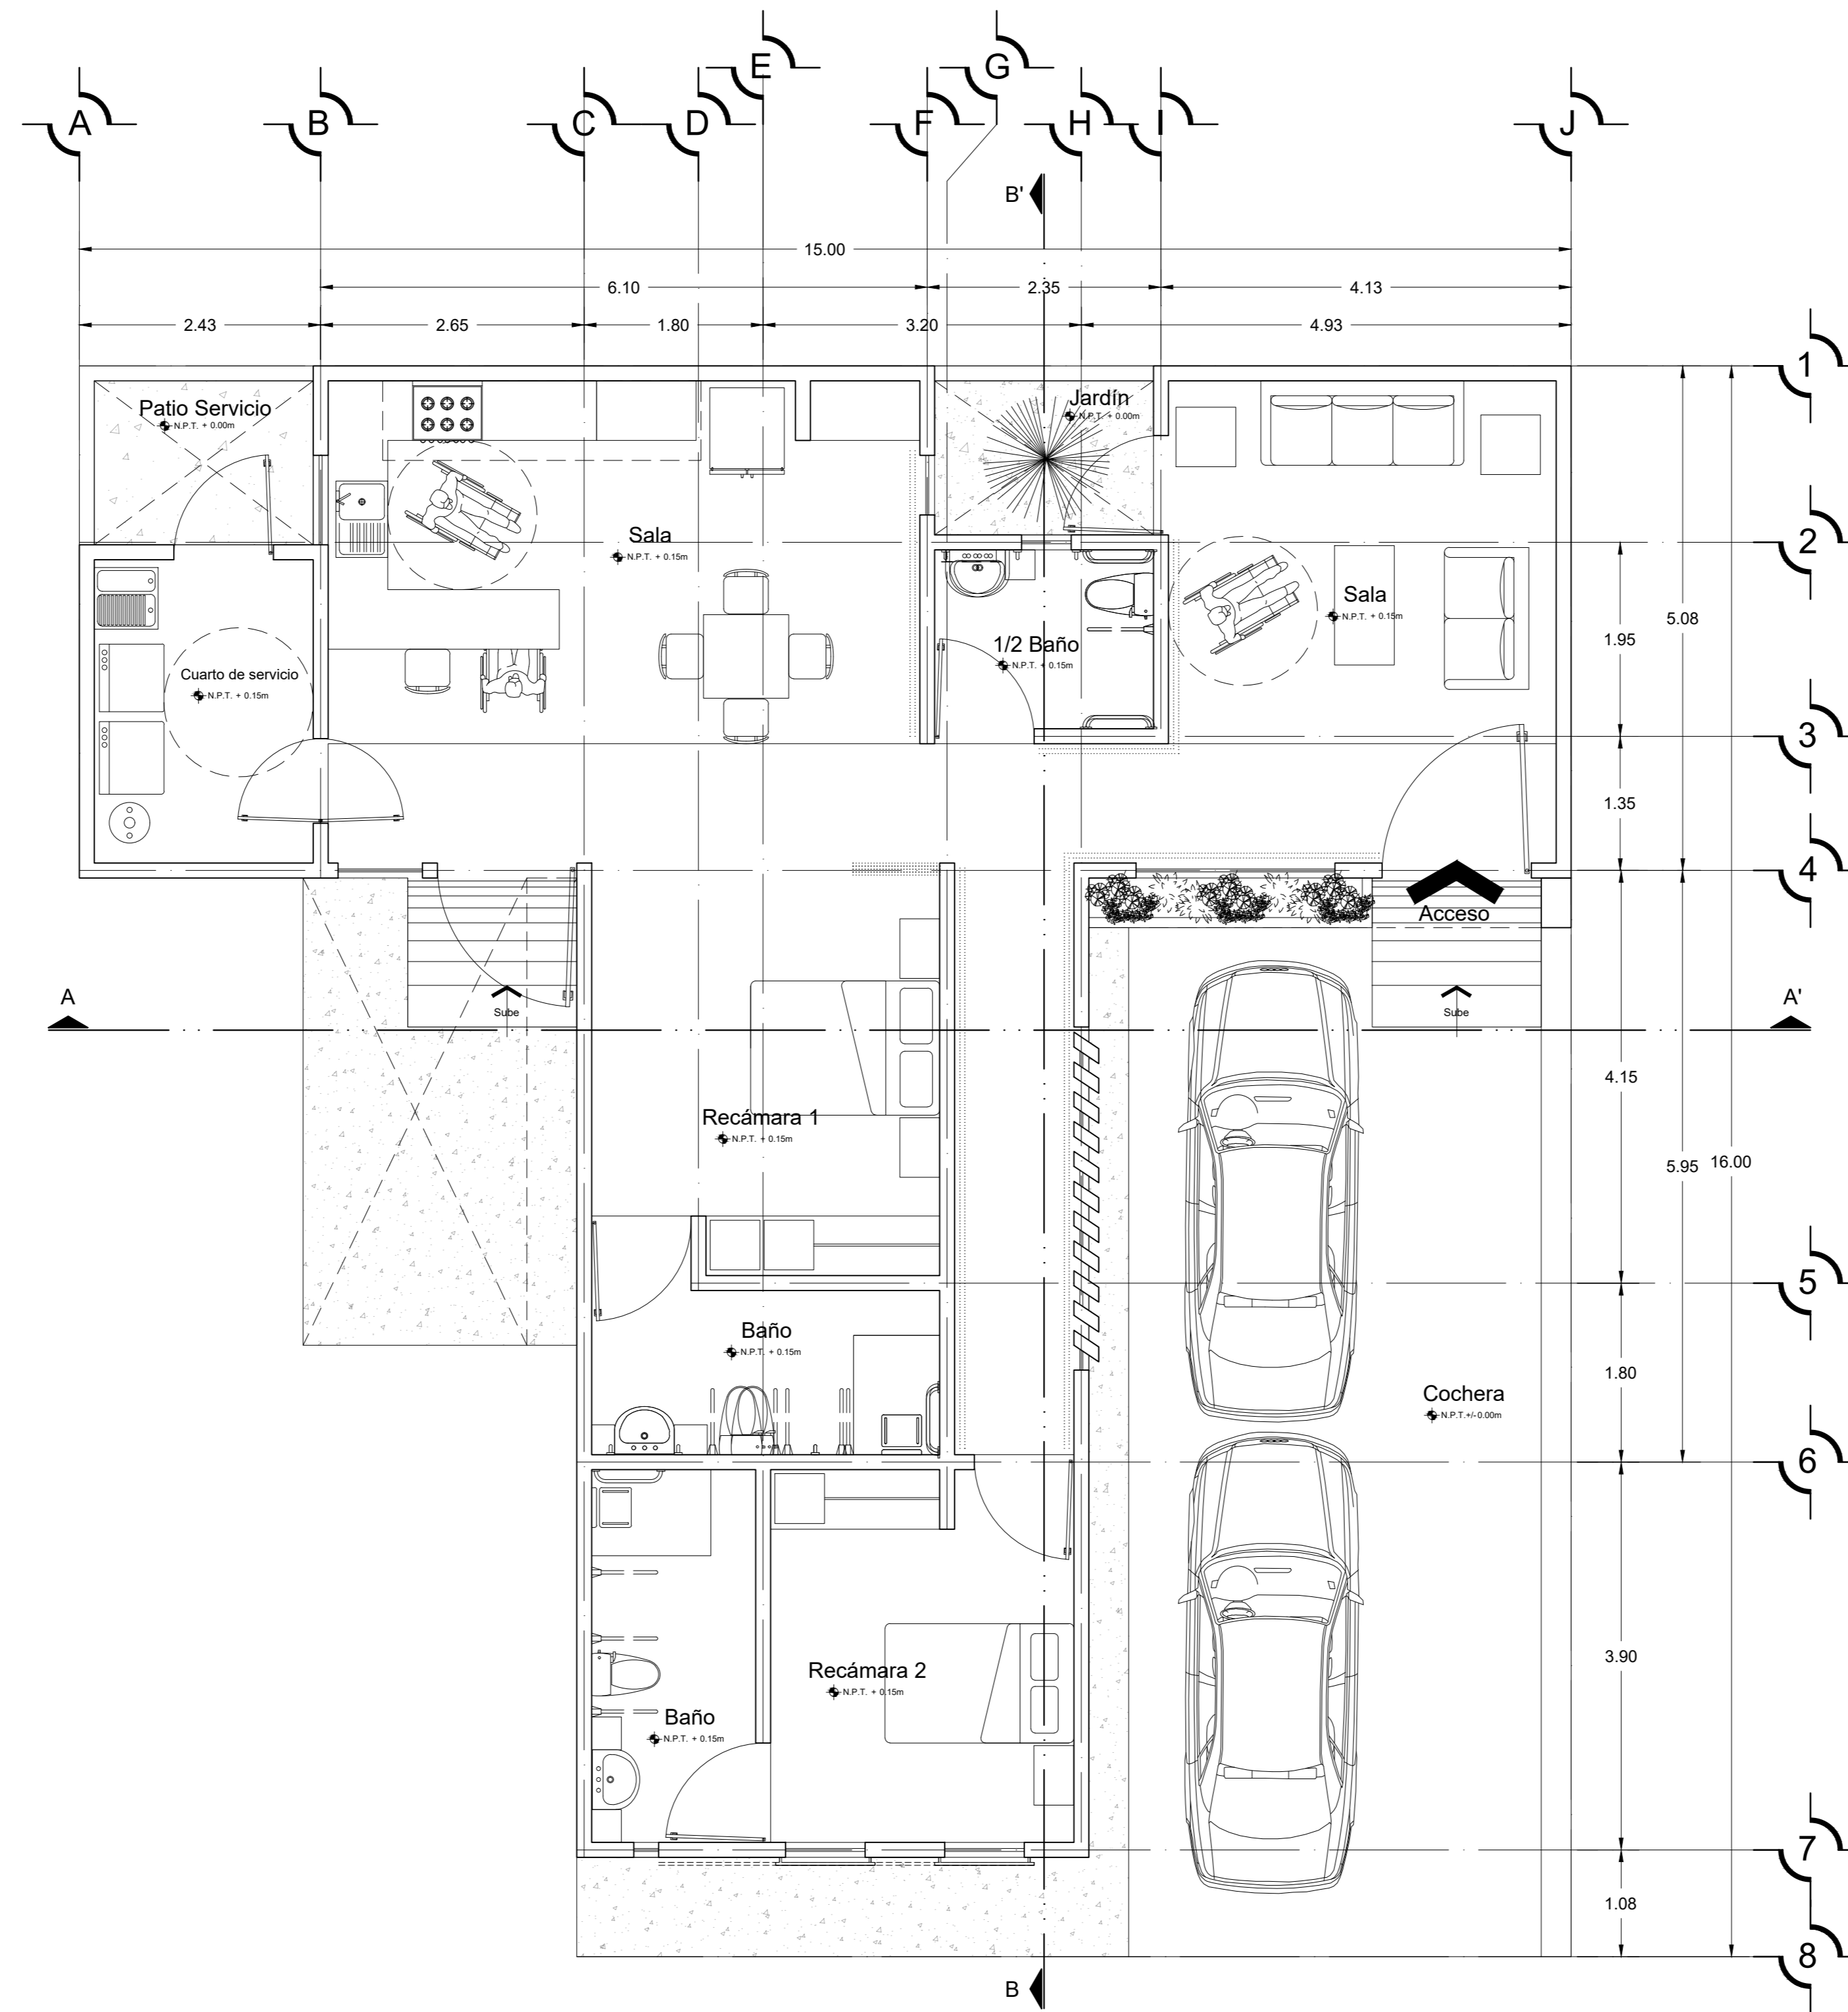 E
G
A
B
C
D
F
H
I
J
B'
15.00
6.10
2.35
4.13
2.43
2.65
1.80
3.20
4.93
1
Patio Servicio
N.P.T. + 0.00m
Jardín
N.P.T. + 0.00m
2
Sala
N.P.T. + 0.15m
Sala
N.P.T. + 0.15m
1.95
5.08
1/2 Baño
N.P.T. + 0.15m
Cuarto de servicio
N.P.T. + 0.15m
3
1.35
4
Acceso
A
Sube
Sube
A'
4.15
Recámara 1
N.P.T. + 0.15m
5.95
16.00
5
Baño
N.P.T. + 0.15m
1.80
Cochera
N.P.T.+/-0.00m
6
3.90
Recámara 2
N.P.T. + 0.15m
Baño
N.P.T. + 0.15m
7
1.08
8
B